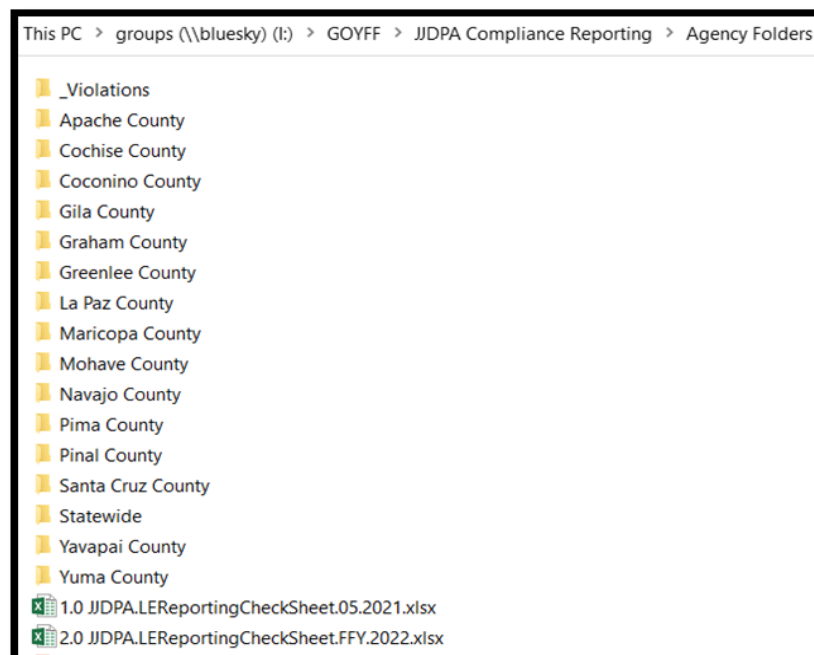 This PC > groups (\\bluesky) (I:) > GOYFF > JJDPA Compliance Reporting > Agency Folders
_Violations
Apache County
Cochise County
Coconino County
Gila County
Graham County
Greenlee County
La Paz County
Maricopa County
Mohave County
Navajo County
Pima County
Pinal County
Santa Cruz County
Statewide
Yavapai County
Yuma County
1.0 JJDPA.LEReportingCheckSheet.05.2021.xlsx
2.0 JJDPA.LEReportingCheckSheet.FFY.2022.xlsx